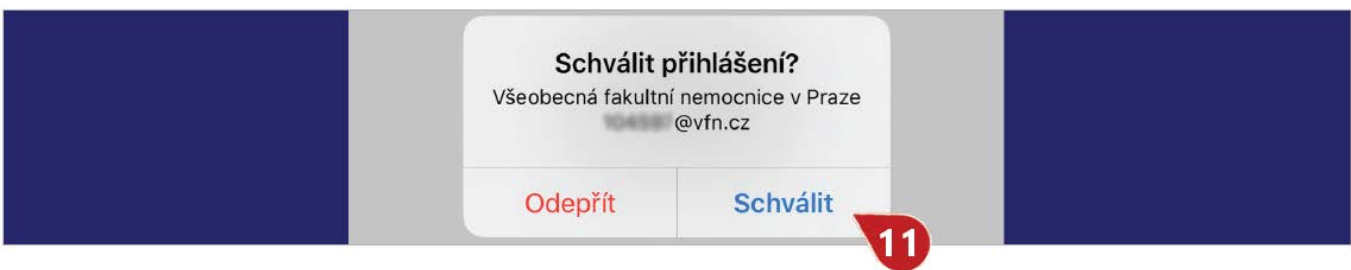 Schválit přihlášení?
Všeobecná fakultní nemocnice v Praze
@vfn.cz
Odepřít
Schválit
11